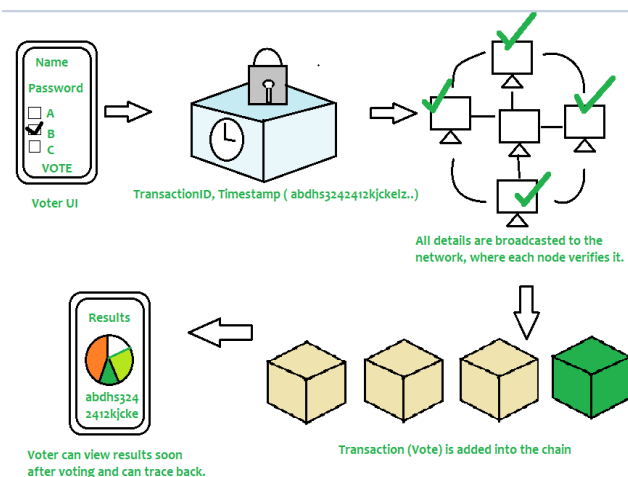 Name
Password
A
B
C
VOTE
Voter UI
TransactionID, Timestamp ( abdhs3242412kjckelz..)
All details are broadcasted to the
network, where each node verifies it.
Results
abdhs324
2412kjcke
Voter can view results soon
after voting and can trace back.
Transaction (Vote) is added into the chain